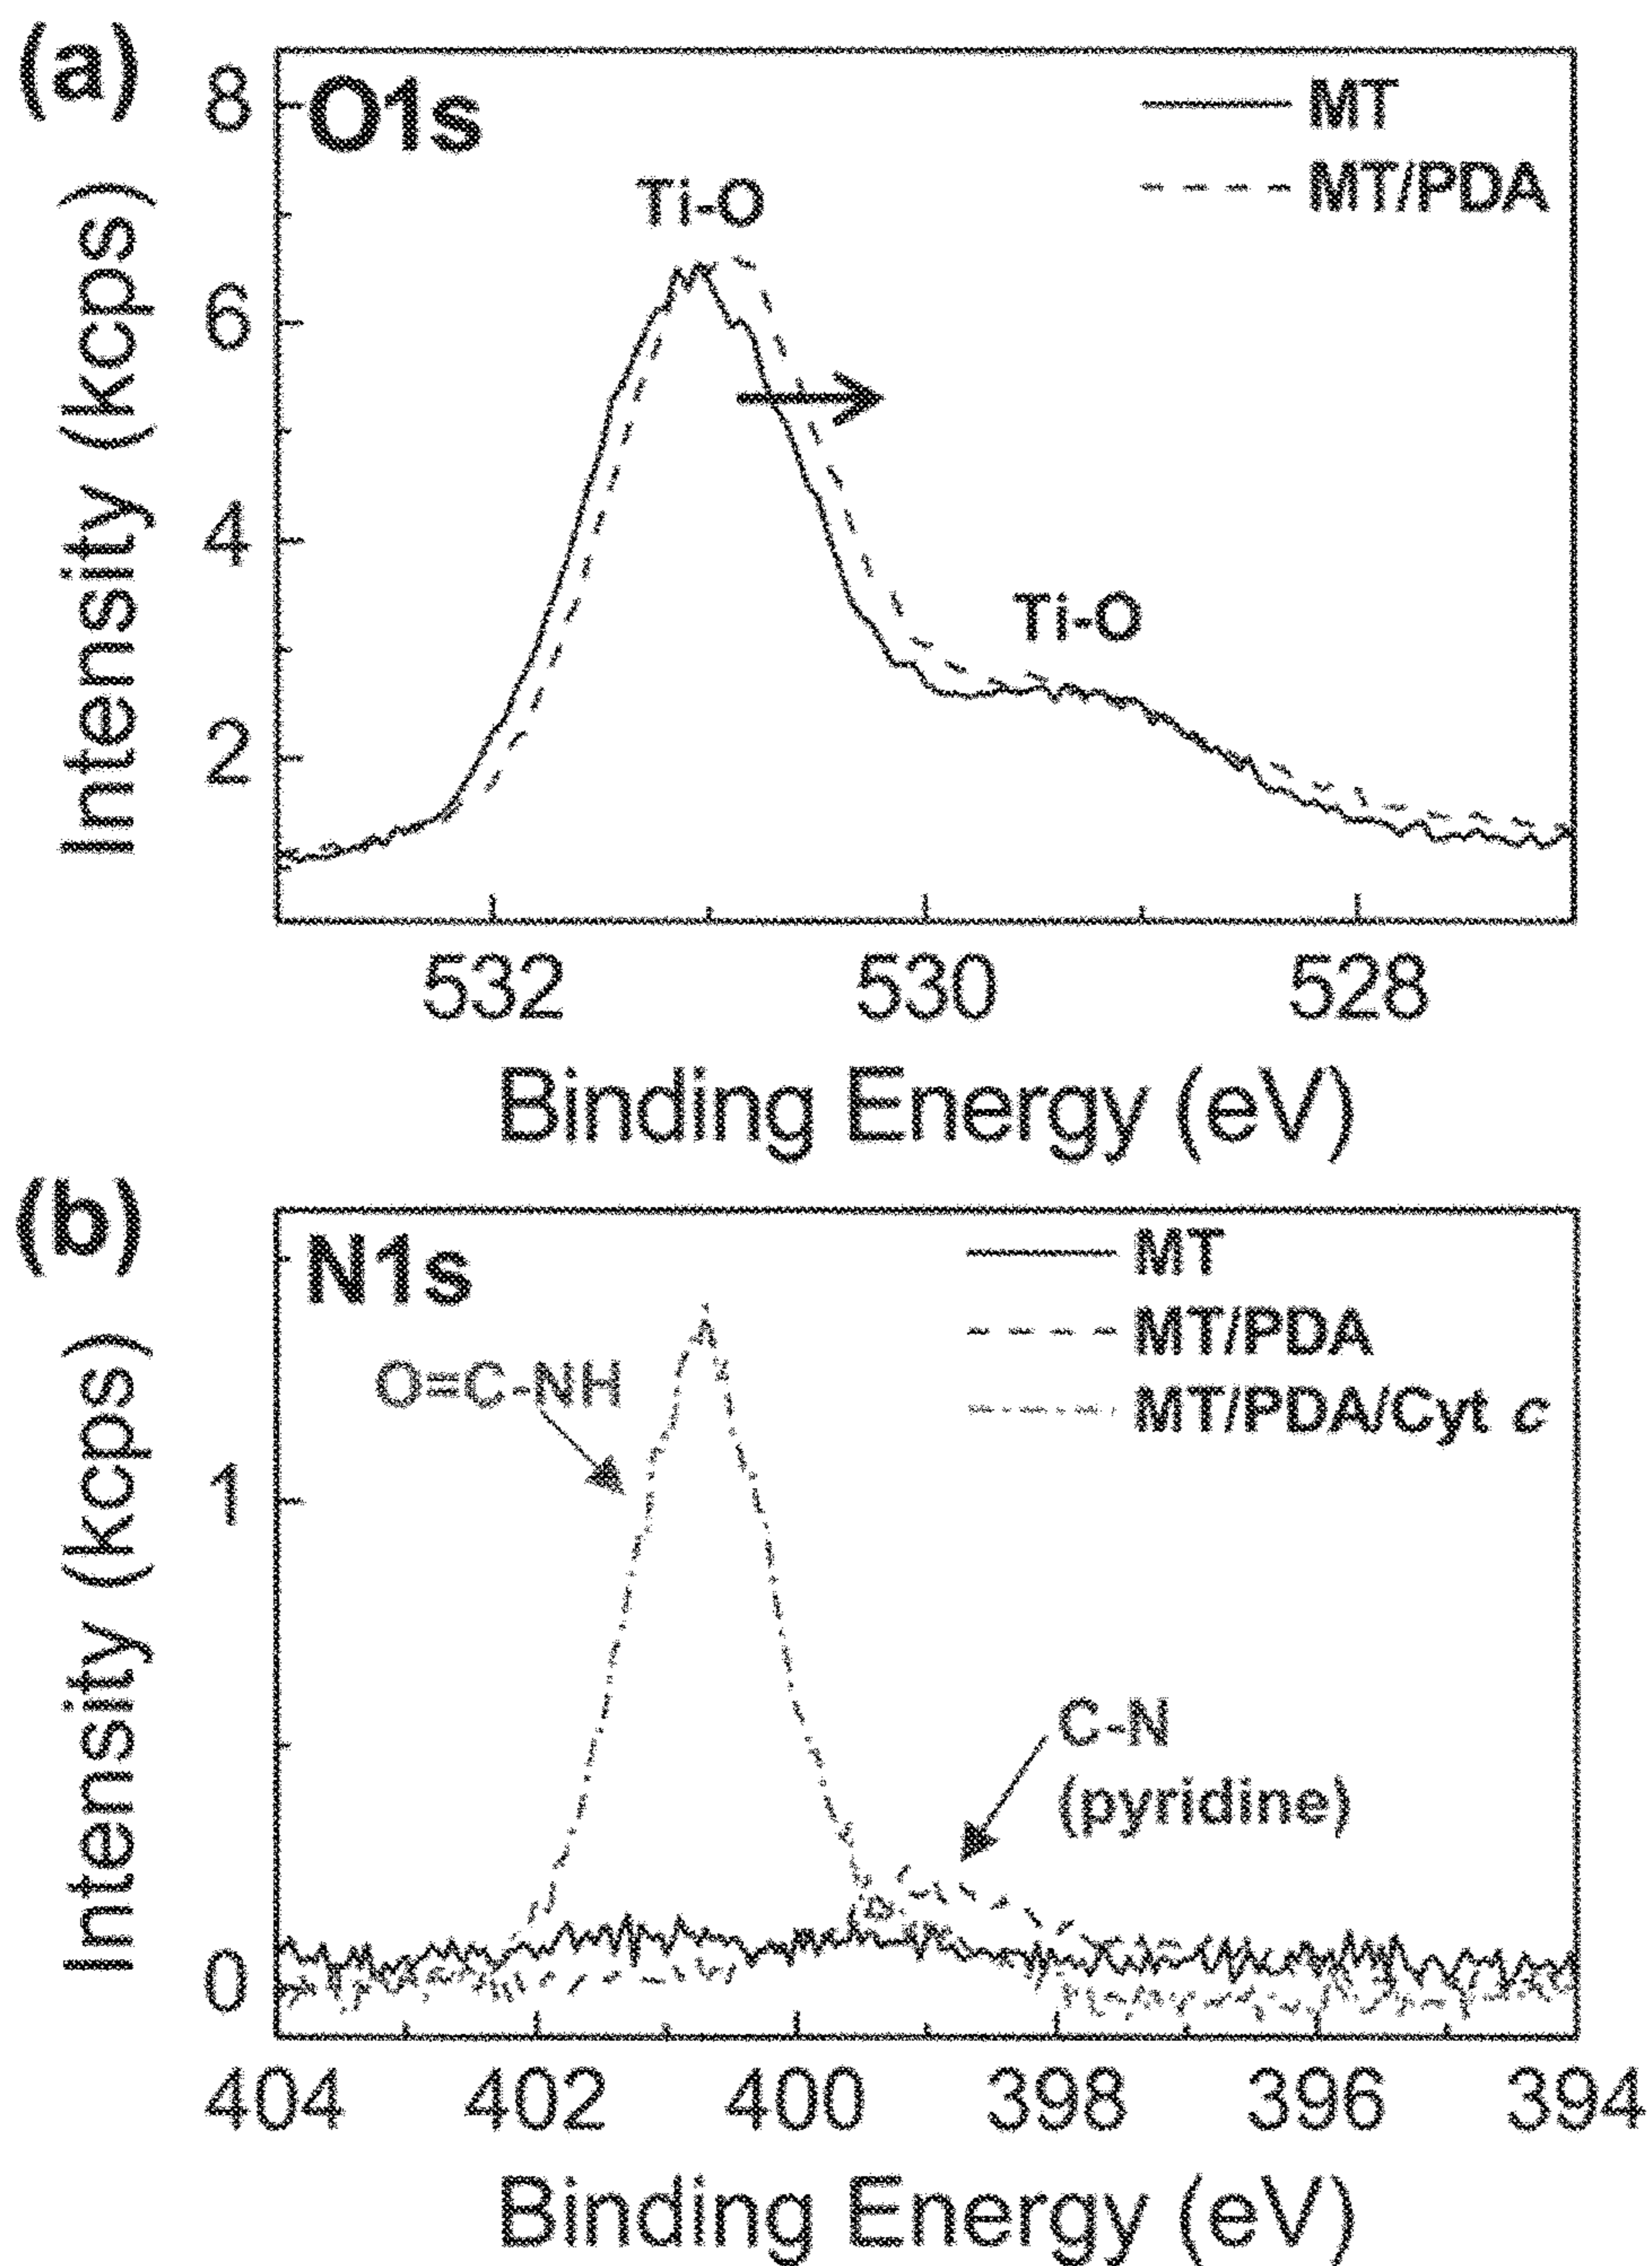 (a)
O1s
MT
MT/PDA
Ti-O
Ti-O
8
6
4
2
Intensity (kcps)
532 530 528
Binding Energy (eV)
(b)
N1s
MT
MT/PDA
MT/PDA/Cyt c
O=C-NH
C-N
(pyridine)
1
0
Intensity (kcps)
404 402 400 398 396 394
Binding Energy (eV)